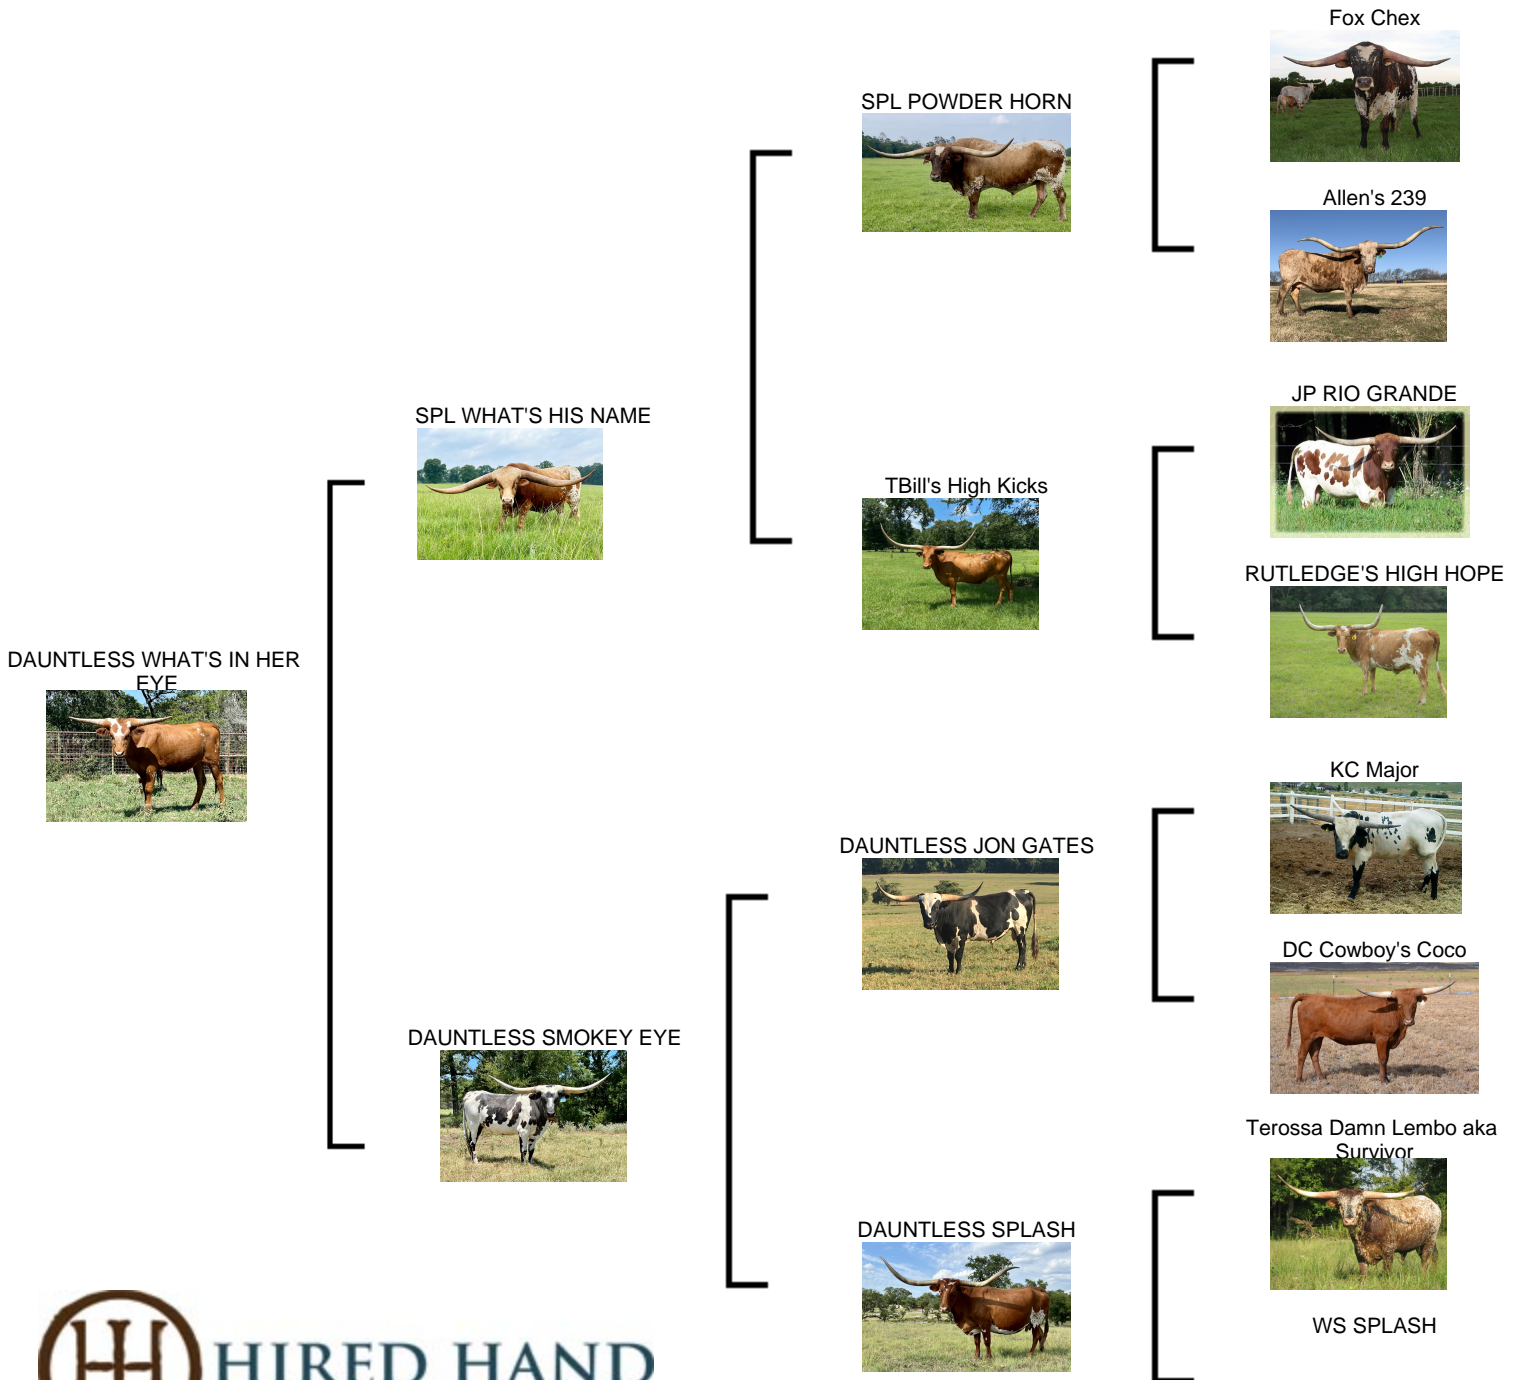 Fox Chex
SPL POWDER HORN
Allen's 239
JP RIO GRANDE
SPL WHAT'S HIS NAME
TBill's High Kicks
RUTLEDGE'S HIGH HOPE
DAUNTLESS WHAT'S IN HER
EYE
KC Major
DAUNTLESS JON GATES
DC Cowboy's Coco
DAUNTLESS SMOKEY EYE
Terossa Damn Lembo aka
Survivor
DAUNTLESS SPLASH
WS SPLASH
HIRED HAND